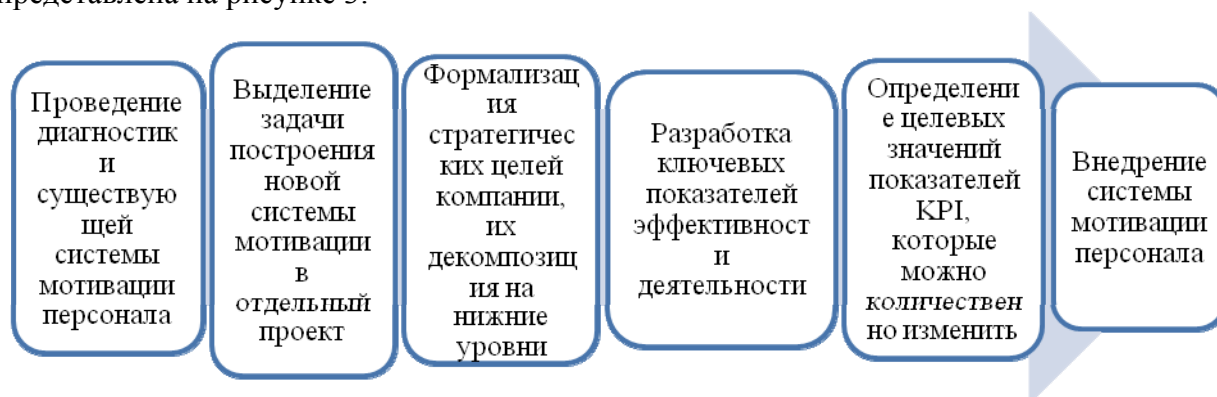 представлена на рисунке 3.
Проведение
диагностик
и
существую
щей
системы
мотивации
персонала
Выделение
задачи
построения
новой
системы
мотивации
в
отдельный
проект
Формализац
ия
стратегичес
ких целей
компании,
их
декомпозиц
ия на
нижние
уровни
Разработка
ключевых
показателей
эффективност
и
деятельности
Определени
е целевых
значений
показателей
KPI,
которые
можно
количествен
но изменить
Внедрение
системы
мотивации
персонала